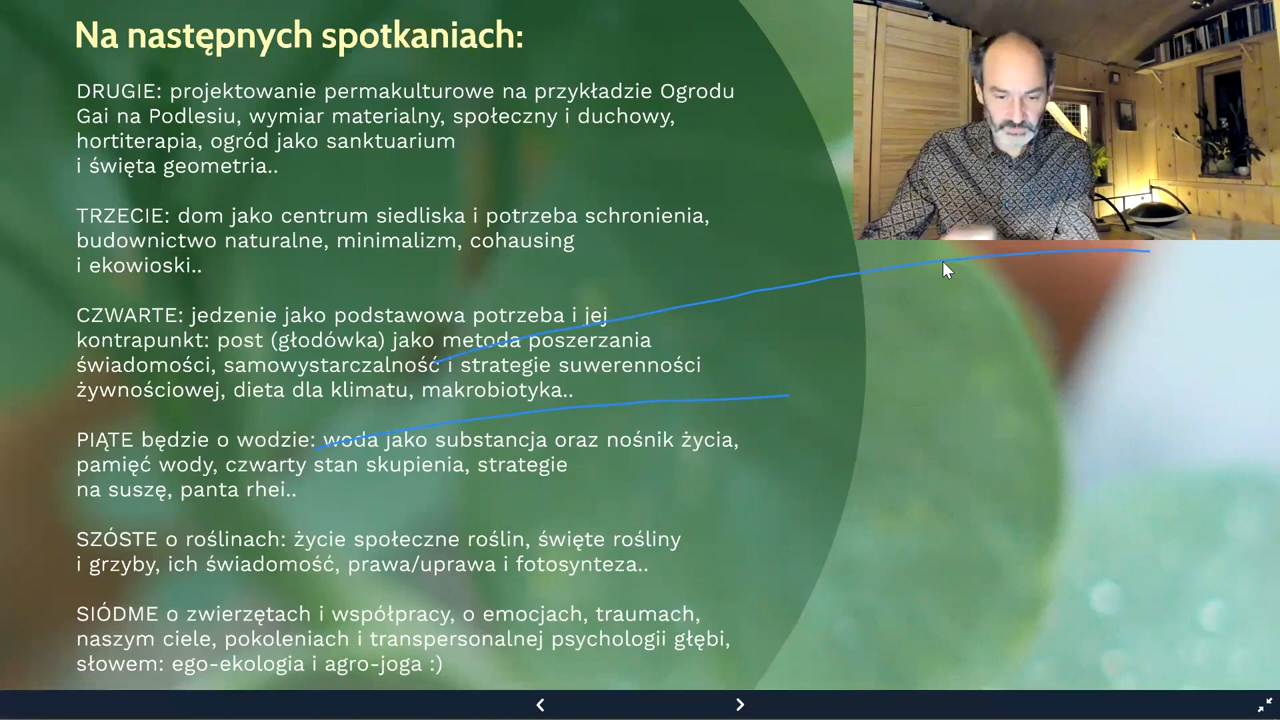 Na następnych spotkaniach:
DRUGIE: projektowanie permakulturowe na przykładzie Ogrodu
Gai na Podlesiu, wymiar materialny, społeczny i duchowy,
hortiterapia, ogród jako sanktuarium
i święta geometria..
TRZECIE: dom jako centrum siedliska i potrzeba schronienia,
budownictwo naturalne, minimalizm, cohausing
i ekowioski..
CZWARTE: jedzenie jako podstawowa potrzeba i jej
kontrapunkt: post (głodówka) jako metoda poszerzania
świadomości, samowystarczalność i strategie suwerenności
żywnościowej, dieta dla klimatu, makrobiotyka..
PIĄTE będzie o wodzie: woda jako substancja oraz nośnik życia,
pamięć wody, czwarty stan skupienia, strategie
na suszę, panta rhei..
SZÓSTE o roślinach: życie społeczne roślin, święte rośliny
i grzyby, ich świadomość, prawa/uprawa i fotosynteza..
SIÓDME o zwierzętach i współpracy, o emocjach, traumach,
naszym ciele, pokoleniach i transpersonalnej psychologii głębi,
słowem: ego-ekologia i agro-joga :)